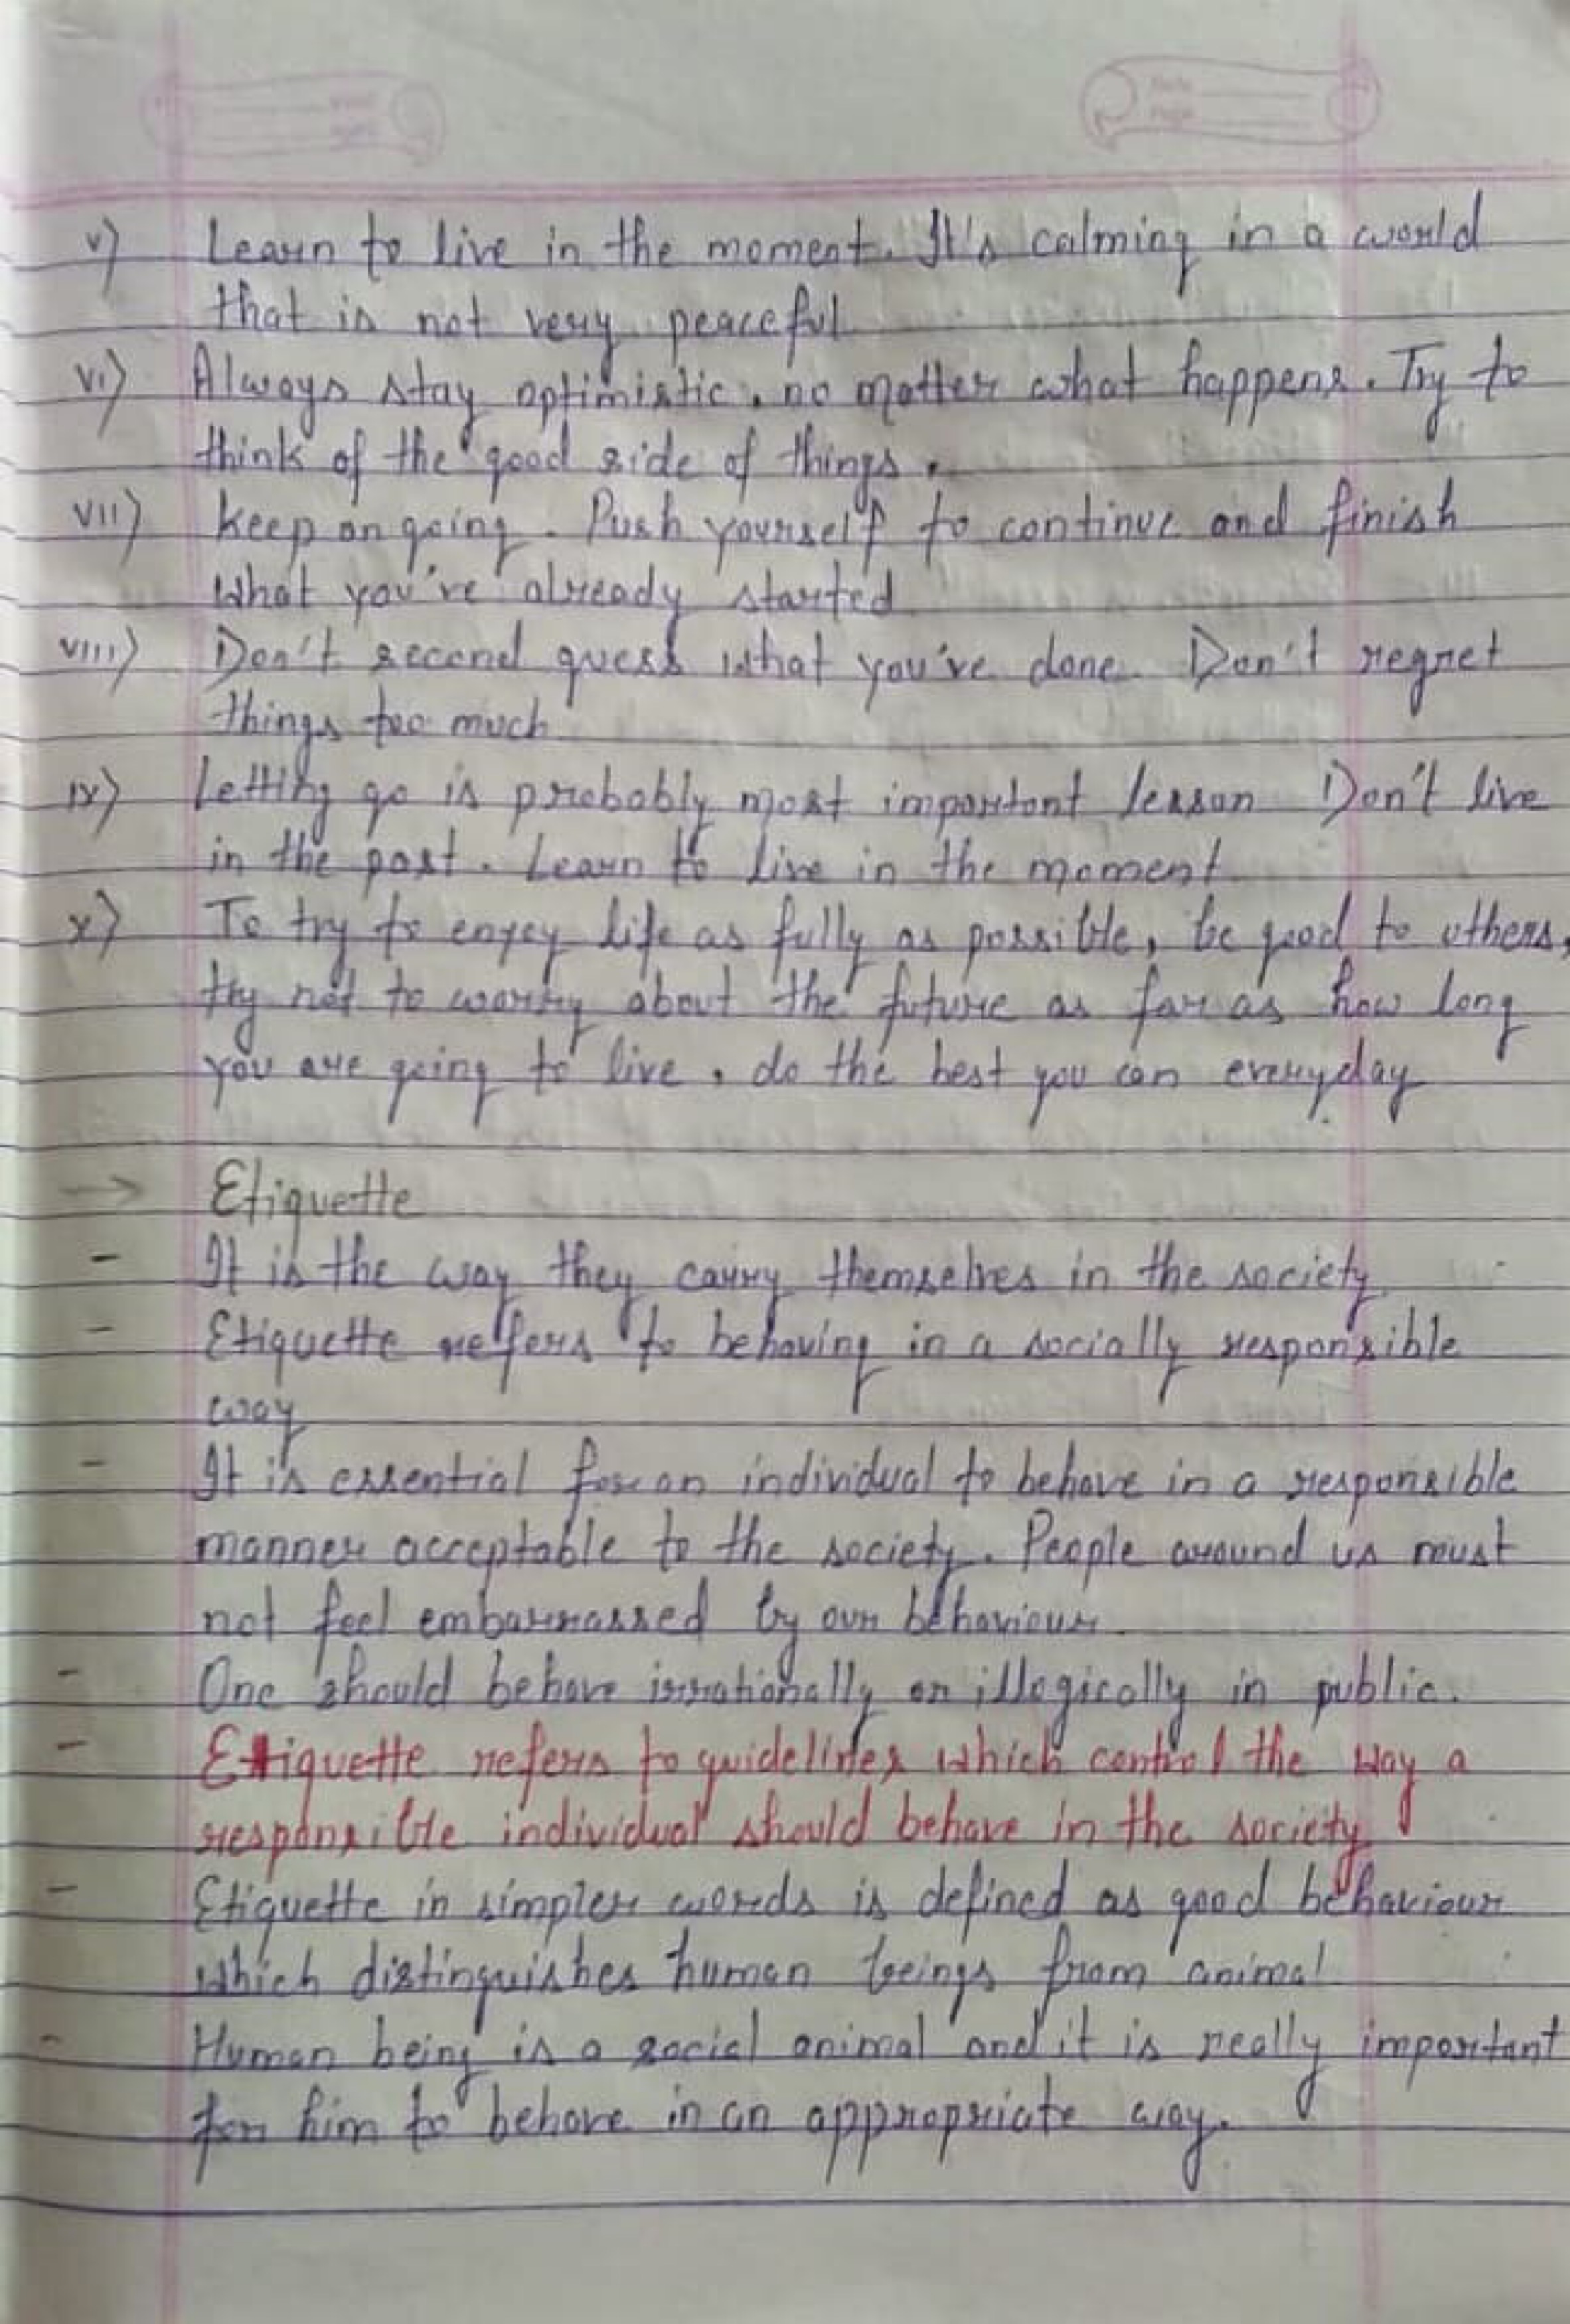 v) Learn to live in the moment. It's calming in a world
that is not very peaceful
vi) Always stay optimistic, no matter what happens. Try to
think of the good side of things.
vii) Keep on going. Push yourself to continue and finish
what you've already started
viii) Don't second guess what you've done. Don't regret
things too much
ix) Letting go is probably most important lesson Don't live
in the past. Learn to live in the moment
x) To try to enjoy life as fully as possible, be good to others,
try not to worry about the future as far as how long
you are going to live, do the best you can everyday
→ Etiquette
- It is the way they carry themselves in the society
- Etiquette refers to behaving in a socially responsible
way
- It is essential for an individual to behave in a responsible
manner acceptable to the society. People around us must
not feel embarrassed by our behaviour
- One should behave irrationally or illogically in public.
- Etiquette refers to guidelines which control the way a
responsible individual should behave in the society
- Etiquette in simpler words is defined as good behaviour
which distinguishes human beings from animal
- Human being is a social animal and it is really important
for him to behave in an appropriate way.